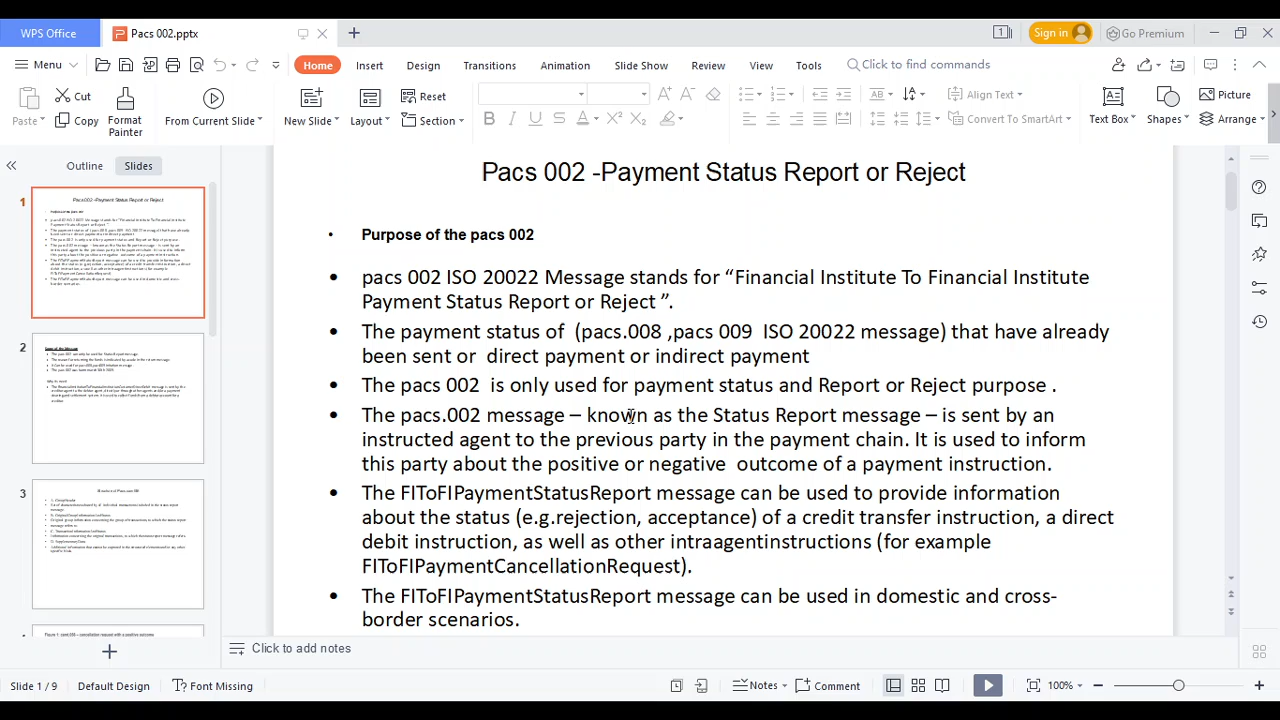 WPS Office
Pacs 002.pptx
1
Sign in
Go Premium
Menu
Home
Insert
Design
Transitions
Animation
Slide Show
Review
View
Tools
Click to find commands
Paste
Cut
Copy
Format Painter
From Current Slide
New Slide
Layout
Reset
Section
Align Text
Convert To SmartArt
Text Box
Shapes
Picture
Arrange
Outline
Slides
1
2
3
Pacs 002 -Payment Status Report or Reject
• Purpose of the pacs 002
• pacs 002 ISO 20022 Message stands for “Financial Institute To Financial Institute
Payment Status Report or Reject ”.
• The payment status of (pacs.008 ,pacs 009 ISO 20022 message) that have already
been sent or direct payment or indirect payment
• The pacs 002 is only used for payment status and Report or Reject purpose .
• The pacs.002 message – known as the Status Report message – is sent by an
instructed agent to the previous party in the payment chain. It is used to inform
this party about the positive or negative outcome of a payment instruction.
• The FIToFIPaymentStatusReport message can be used to provide information
about the status (e.g.rejection, acceptance) of a credit transfer instruction, a direct
debit instruction, as well as other intraagentinstructions (for example
FIToFIPaymentCancellationRequest).
• The FIToFIPaymentStatusReport message can be used in domestic and cross-
border scenarios.
Click to add notes
Slide 1 / 9
Default Design
Font Missing
Notes
Comment
100%